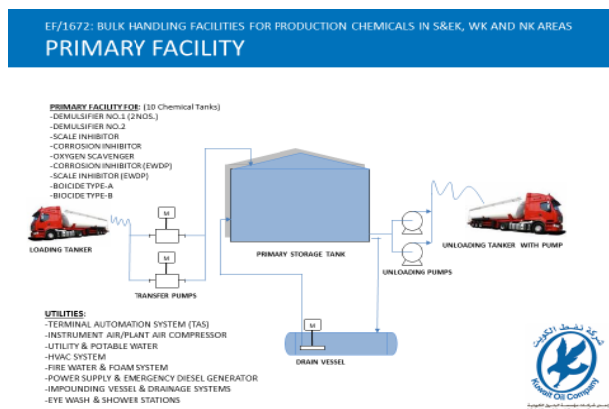 EF/1672: BULK HANDLING FACILITIES FOR PRODUCTION CHEMICALS IN S&EK, WK AND NK AREAS
PRIMARY FACILITY
PRIMARY FACILITY FOR: (10 Chemical Tanks)
-DEMULSIFIER NO.1 (2NOS.)
-DEMULSIFIER NO.2
-SCALE INHIBITOR
-CORROSION INHIBITOR
-OXYGEN SCAVENGER
-CORROSION INHIBITOR (EWDP)
-SCALE INHIBITOR (EWDP)
-BOICIDE TYPE-A
-BIOCIDE TYPE-B
M
LOADING TANKER
M
TRANSFER PUMPS
PRIMARY STORAGE TANK
UNLOADING PUMPS
UNLOADING TANKER WITH PUMP
M
DRAIN VESSEL
UTILITIES:
-TERMINAL AUTOMATION SYSTEM (TAS)
-INSTRUMENT AIR/PLANT AIR COMPRESSOR
-UTILITY & POTABLE WATER
-HVAC SYSTEM
-FIRE WATER & FOAM SYSTEM
-POWER SUPPLY & EMERGENCY DIESEL GENERATOR
-IMPOUNDING VESSEL & DRAINAGE SYSTEMS
-EYE WASH & SHOWER STATIONS
شركة نفط الكويت
Kuwait Oil Company